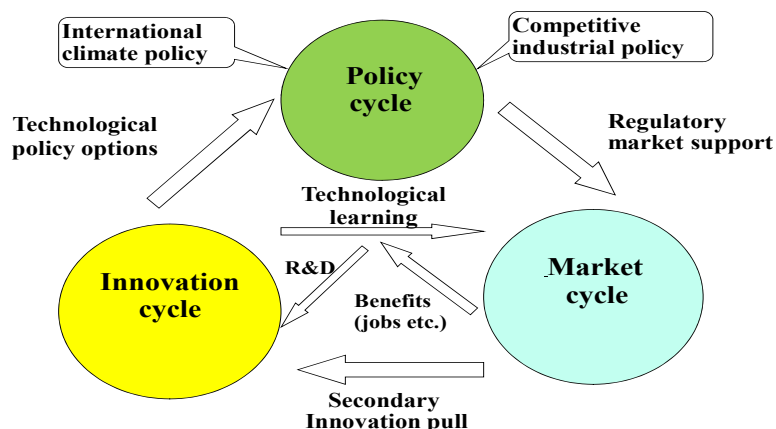 International
climate policy
Competitive
industrial policy
Policy
cycle
Technological
policy options
Regulatory
market support
Technological
learning
Innovation
cycle
R&D
Benefits
(jobs etc.)
Market
cycle
Secondary
Innovation pull